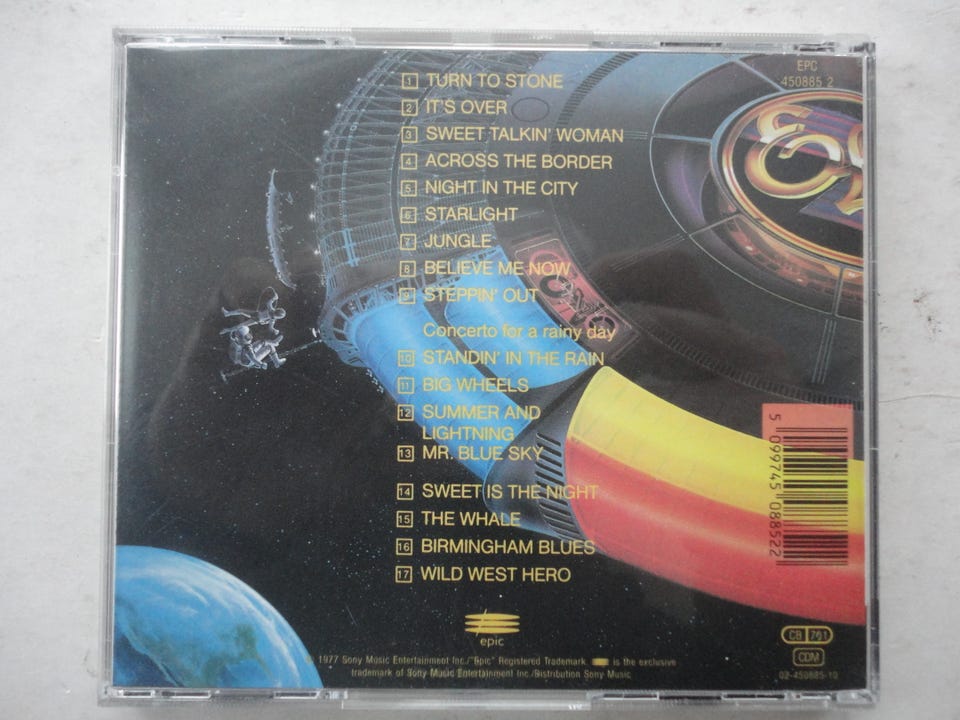 EPC
450885 2
1 TURN TO STONE
2 IT'S OVER
3 SWEET TALKIN' WOMAN
4 ACROSS THE BORDER
5 NIGHT IN THE CITY
6 STARLIGHT
7 JUNGLE
8 BELIEVE ME NOW
9 STEPPIN' OUT
Concerto for a rainy day
10 STANDIN' IN THE RAIN
11 BIG WHEELS
12 SUMMER AND
LIGHTNING
13 MR. BLUE SKY
14 SWEET IS THE NIGHT
15 THE WHALE
16 BIRMINGHAM BLUES
17 WILD WEST HERO
5 099745 088522
epic
1977 Sony Music Entertainment Inc./"Epic" Registered Trademark. is the exclusive
trademark of Sony Music Entertainment Inc./Distribution Sony Music
CB 701
CDM
02-450885-10